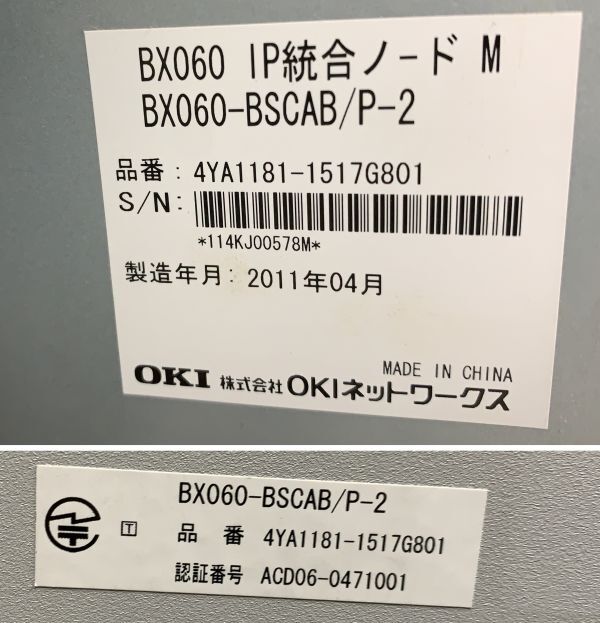 BX060 IP統合ノード M
BX060-BSCAB/P-2
品番：4YA1181-1517G801
S/N:
*114KJ00578M*
製造年月：2011年04月
MADE IN CHINA
OKI 株式会社OKIネットワークス
BX060-BSCAB/P-2
T 品 番 4YA1181-1517G801
認証番号 ACD06-0471001